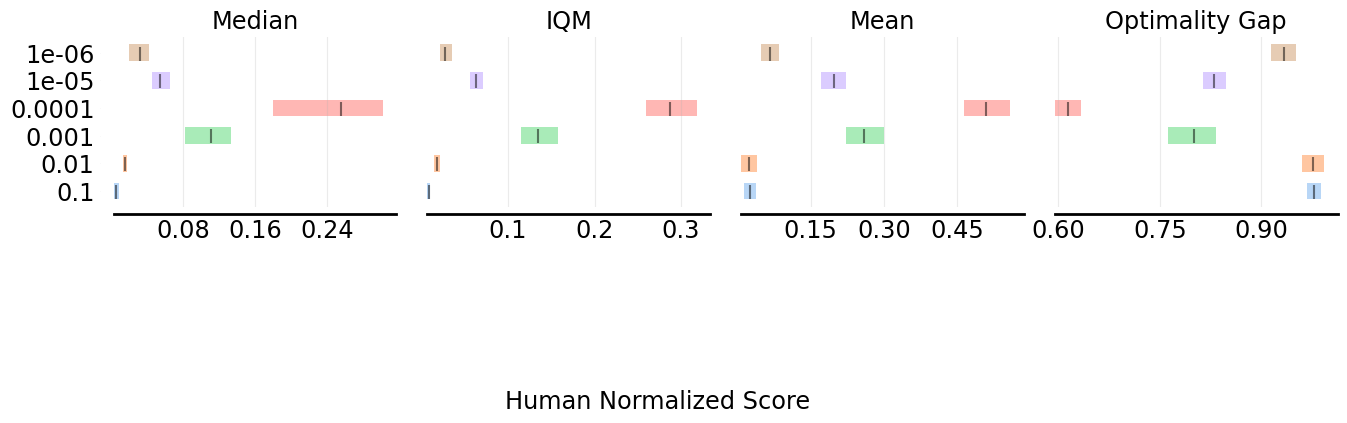 Median IQM Mean Optimality Gap
1e-06
1e-05
0.0001
0.001
0.01
0.1
0.08 0.16 0.24 0.1 0.2 0.3 0.15 0.30 0.45 0.60 0.75 0.90
Human Normalized Score